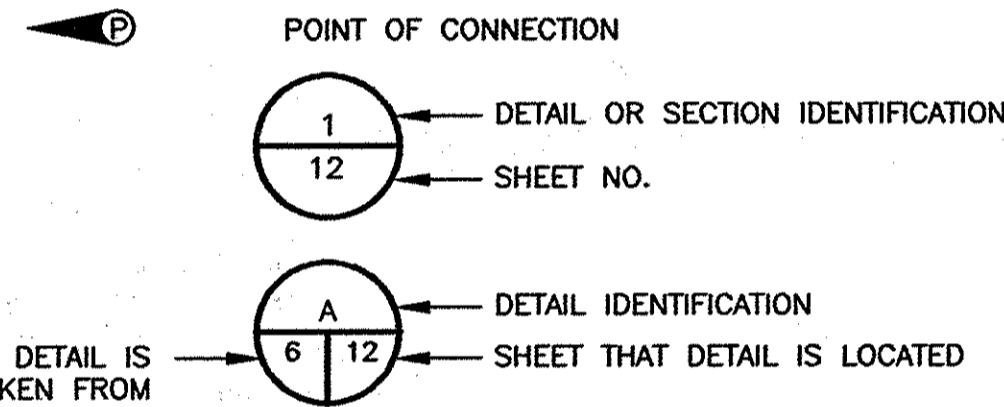 P POINT OF CONNECTION
1 DETAIL OR SECTION IDENTIFICATION
12 SHEET NO.
A DETAIL IDENTIFICATION
DETAIL IS 6 12 SHEET THAT DETAIL IS LOCATED
KEN FROM